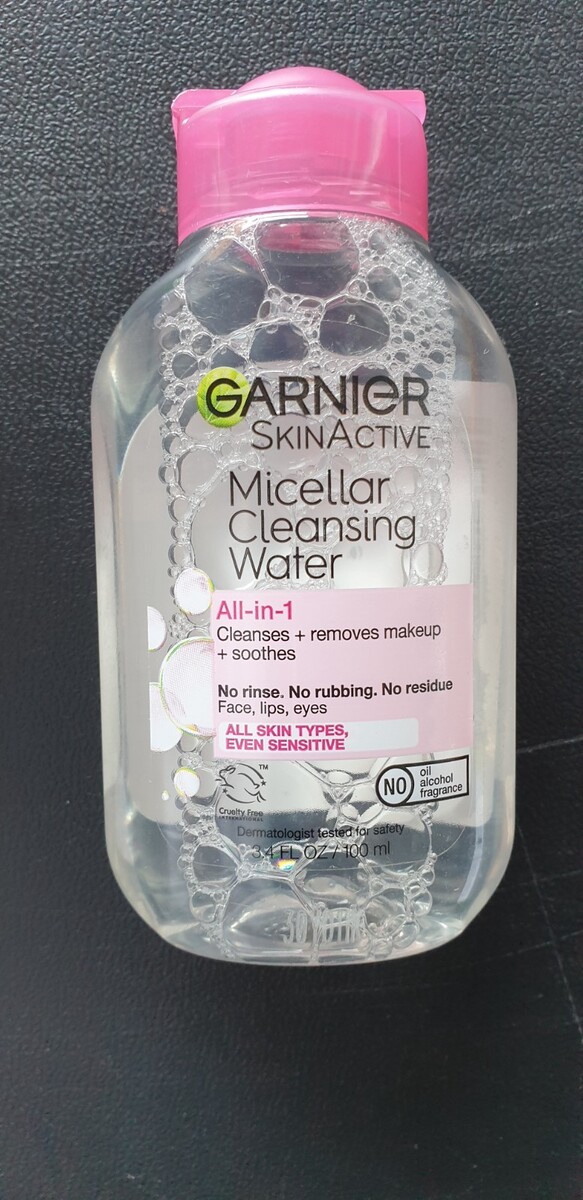 GARNIER
SKINACTIVE
Micellar
Cleansing
Water
All-in-1
Cleanses + removes makeup
+ soothes
No rinse. No rubbing. No residue
Face, lips, eyes
ALL SKIN TYPES,
EVEN SENSITIVE
TM
Cruelty Free
INTERNATIONAL
NO
oil
alcohol
fragrance
Dermatologist tested for safety
3.4 FL OZ / 100 ml